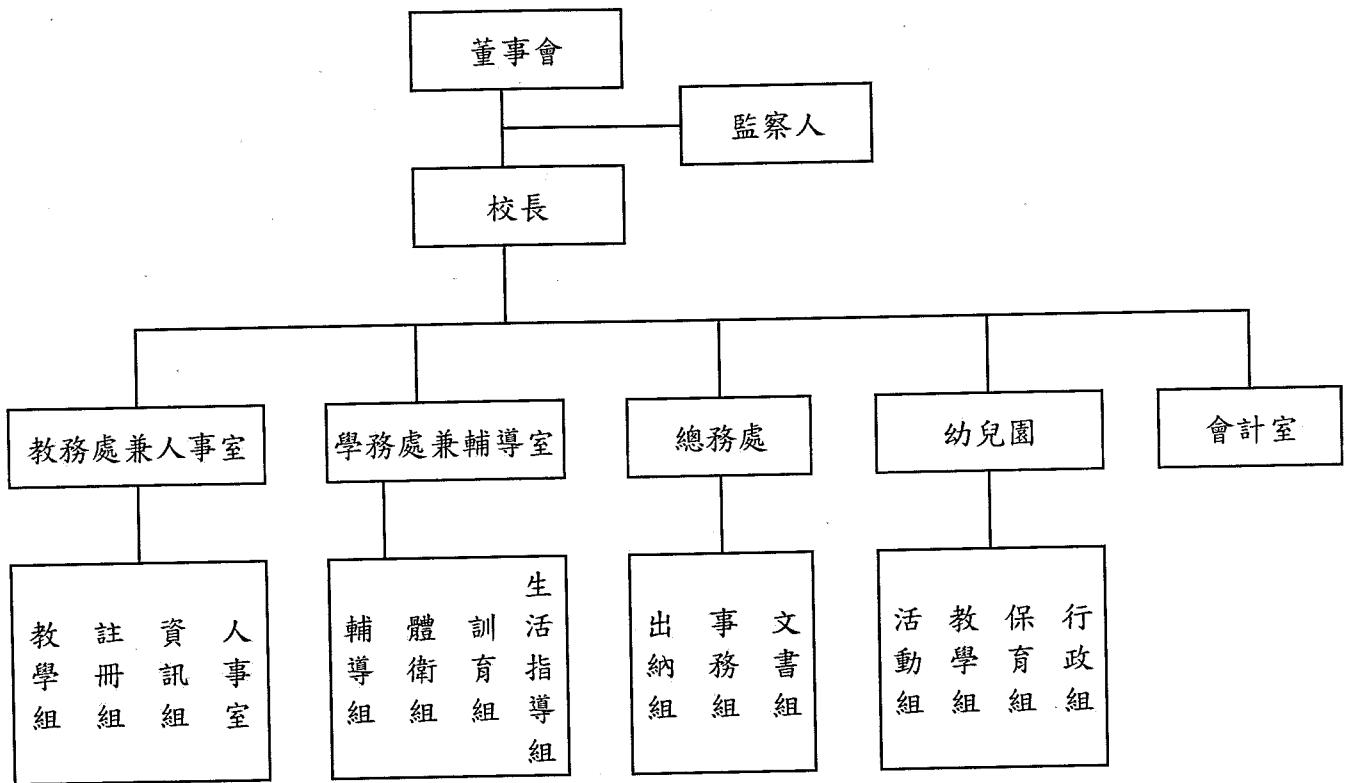 董事會
監察人
校長
教務處兼人事室
學務處兼輔導室
總務處
幼兒園
會計室
教學組
註冊組
資訊組
人事室
輔導組
體衛組
訓育組
生活指導組
出納組
事務組
文書組
活動組
教學組
保育組
行政組